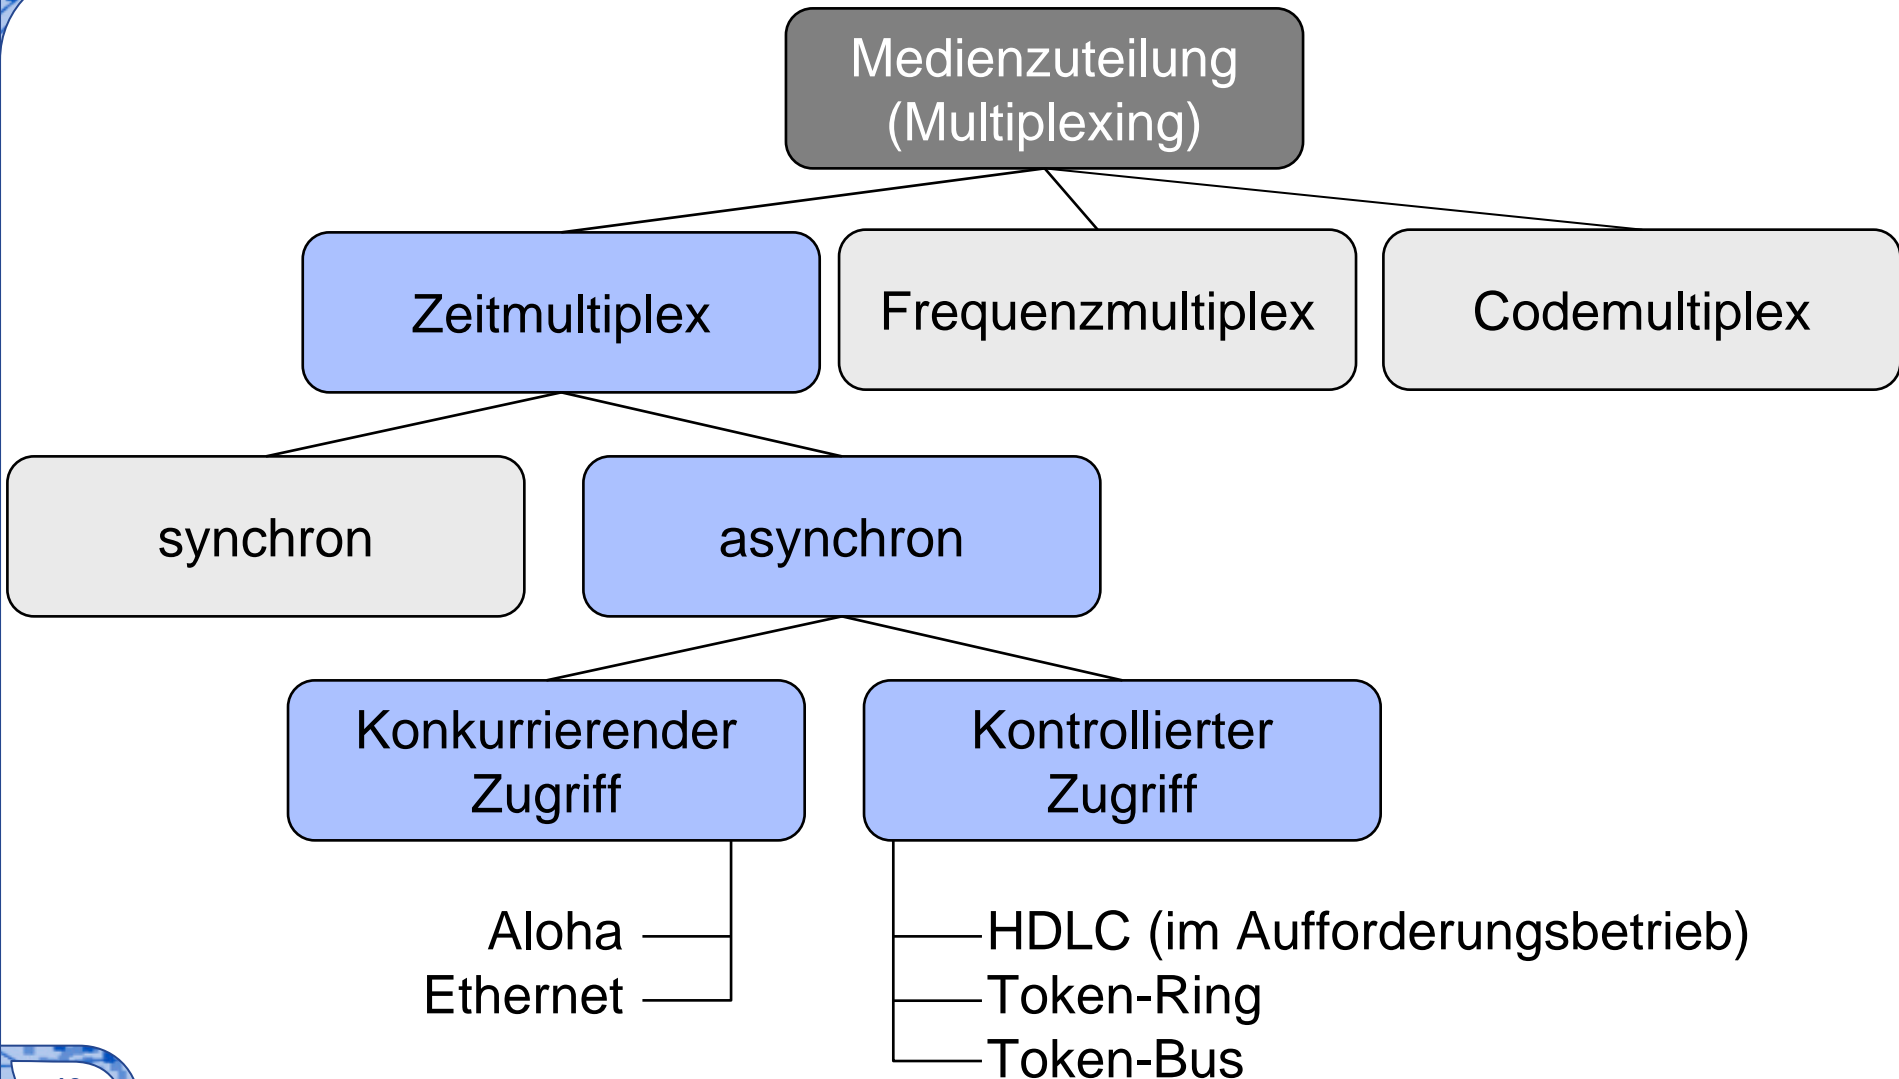 Medienzuteilung
(Multiplexing)
Zeitmultiplex
Frequenzmultiplex
Codemultiplex
synchron
asynchron
Konkurrierender
Zugriff
Kontrollierter
Zugriff
Aloha
Ethernet
HDLC (im Aufforderungsbetrieb)
Token-Ring
Token-Bus